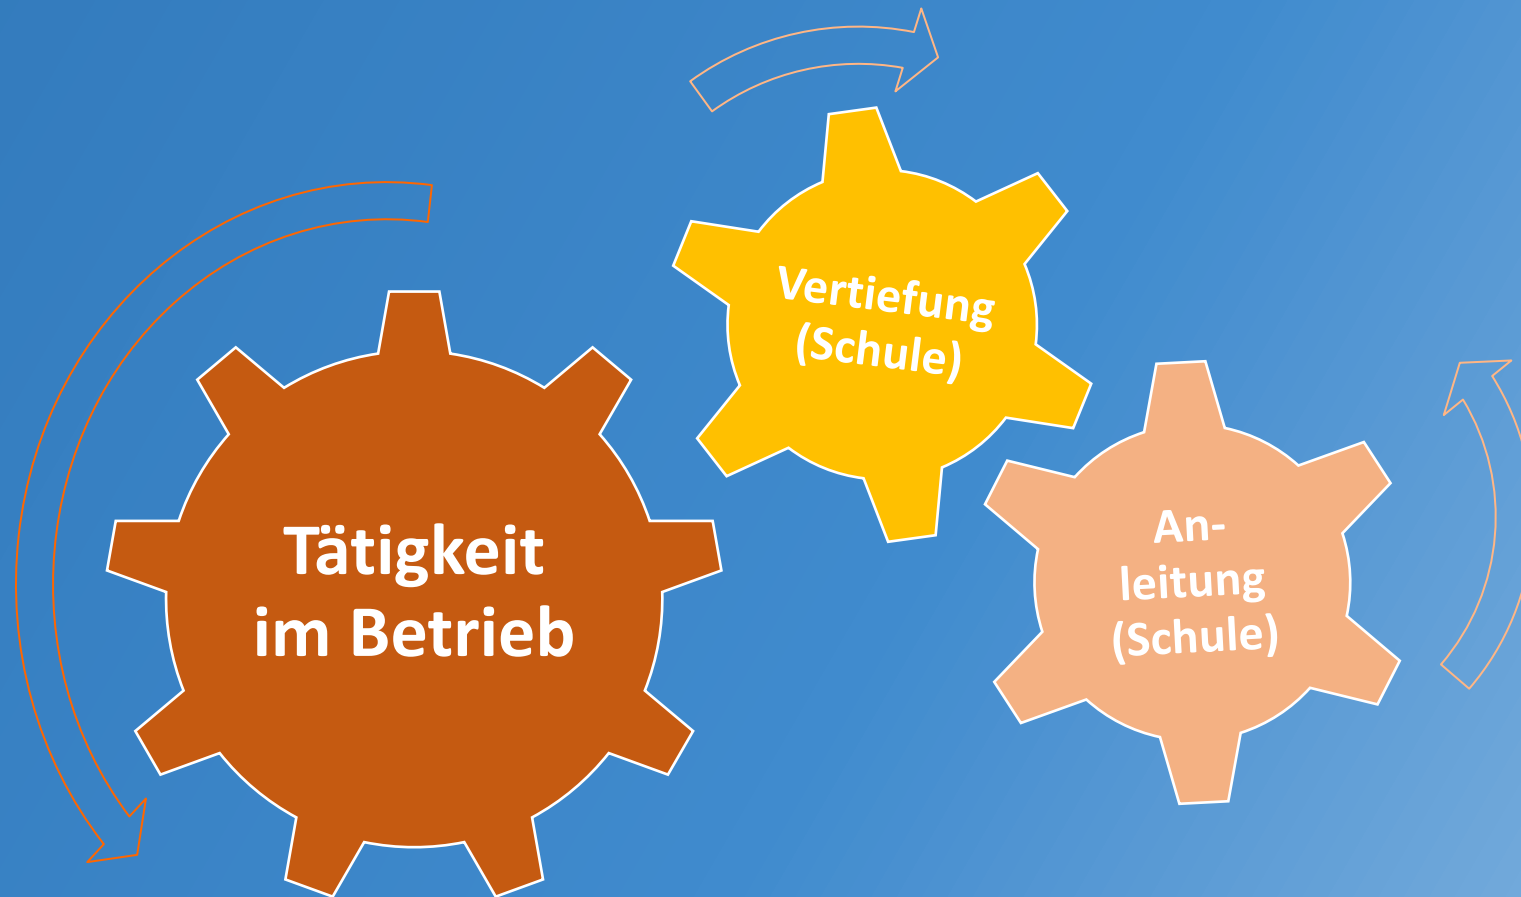 Vertiefung
(Schule)
Tätigkeit
im Betrieb
An-
leitung
(Schule)